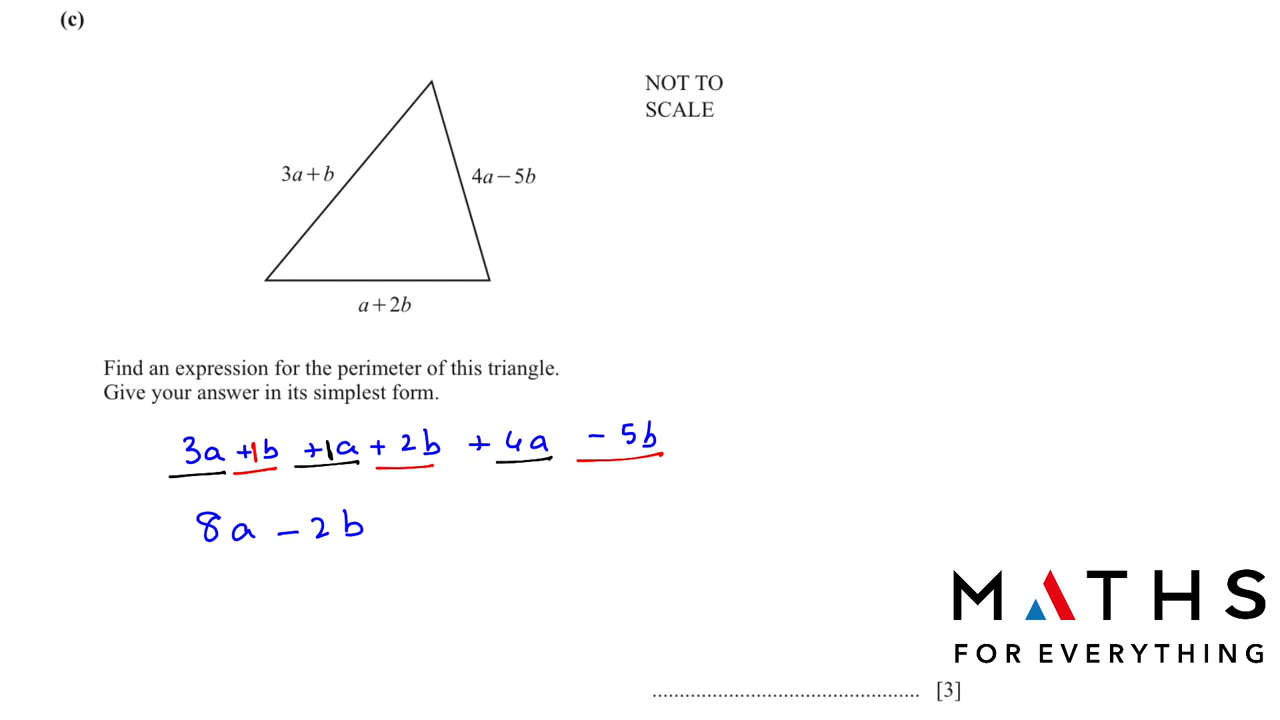 (c)
NOT TO
SCALE
3a+b
4a−5b
a+2b
Find an expression for the perimeter of this triangle.
Give your answer in its simplest form.
3a +1b +1a + 2b + 4a - 5b
8a - 2b
MATHS
FOR EVERYTHING
................................................ [3]